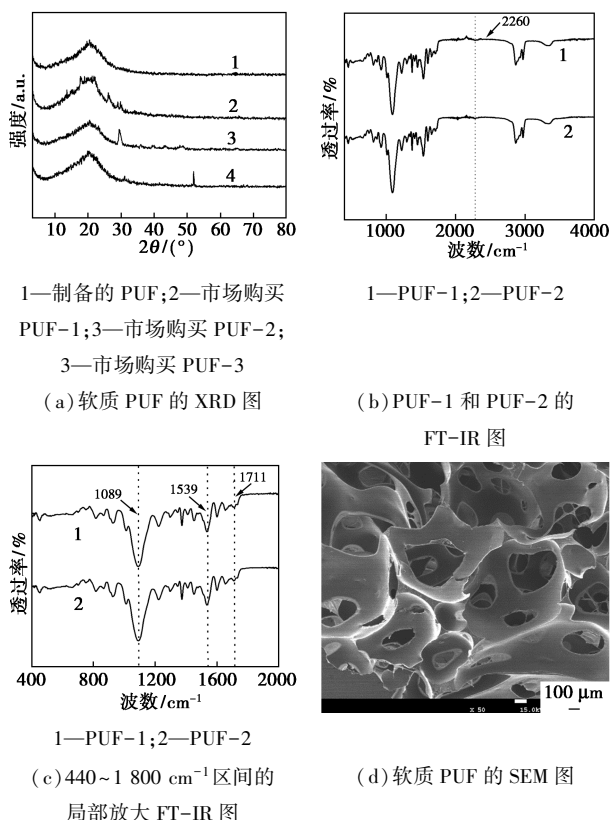 强度/a.u.
1
2
3
4
10 20 30 40 50 60 70 80
2θ/(°)
1—制备的 PUF;2—市场购买
PUF-1;3—市场购买 PUF-2;
3—市场购买 PUF-3
(a)软质 PUF 的 XRD 图
透过率/%
2260
1
2
1000 2000 3000 4000
波数/cm⁻¹
1—PUF-1;2—PUF-2
(b)PUF-1 和 PUF-2 的
FT-IR 图
透过率/%
1089 1539 1711
1
2
400 800 1200 1600 2000
波数/cm⁻¹
1—PUF-1;2—PUF-2
(c)440~1 800 cm⁻¹区间的
局部放大 FT-IR 图
X 50 15.0k
100 μm
(d)软质 PUF 的 SEM 图